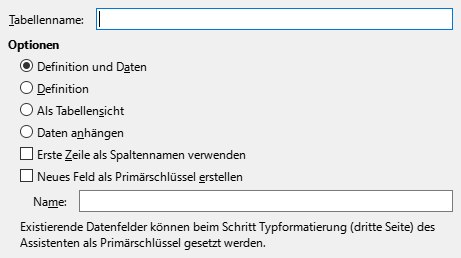 Tabellenname:
Optionen
Definition und Daten
Definition
Als Tabellensicht
Daten anhängen
Erste Zeile als Spaltennamen verwenden
Neues Feld als Primärschlüssel erstellen
Name:
Existierende Datenfelder können beim Schritt Typformatierung (dritte Seite) des
Assistenten als Primärschlüssel gesetzt werden.